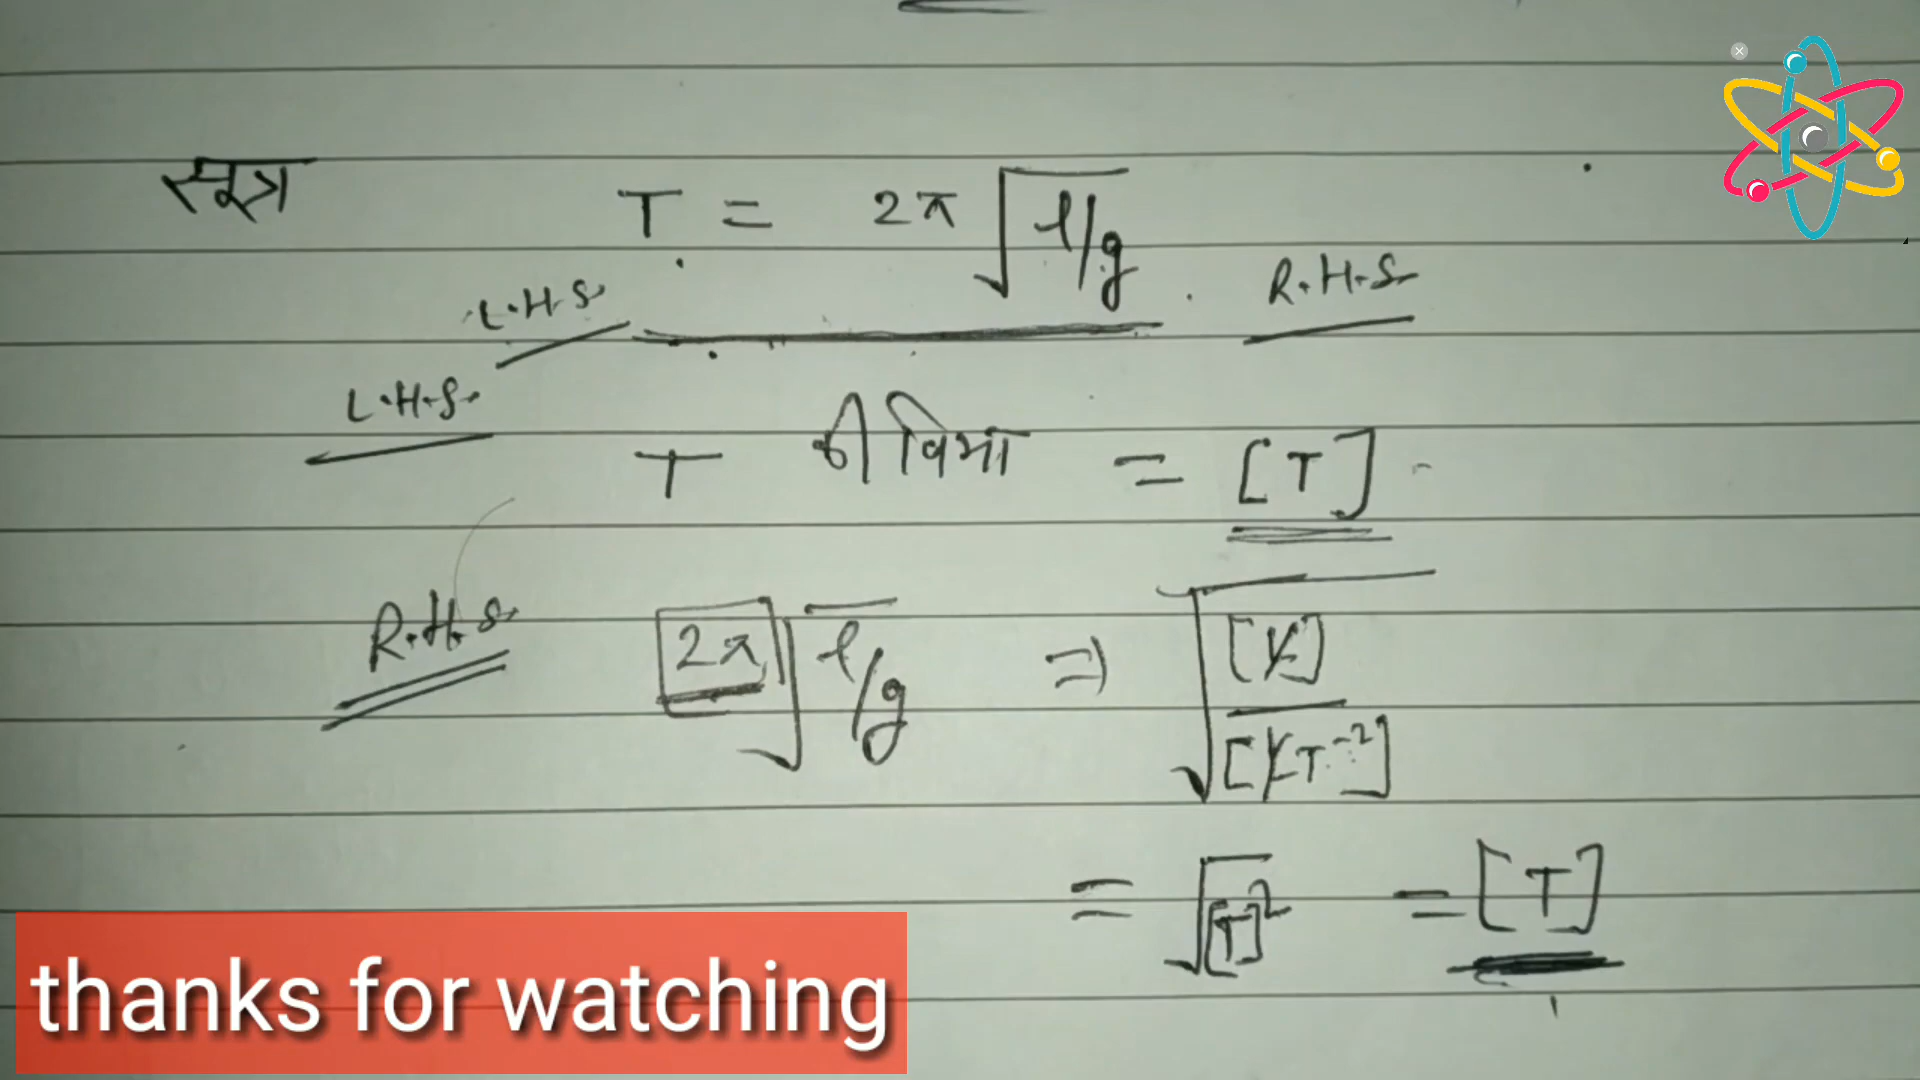 सूत्र T = 2π √l/g
L.H.S. R.H.S.
L.H.S. T की विमा = [T]
R.H.S. 2π √l/g ⇒ √[L]/[LT⁻²]
= √[T]² = [T]
thanks for watching